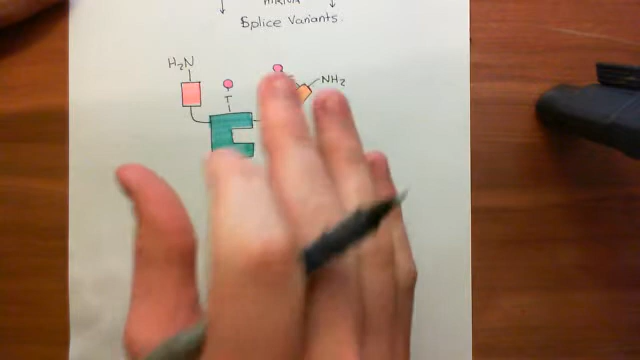 mRNA
Splice Variants.
H₂N
NH₂
T